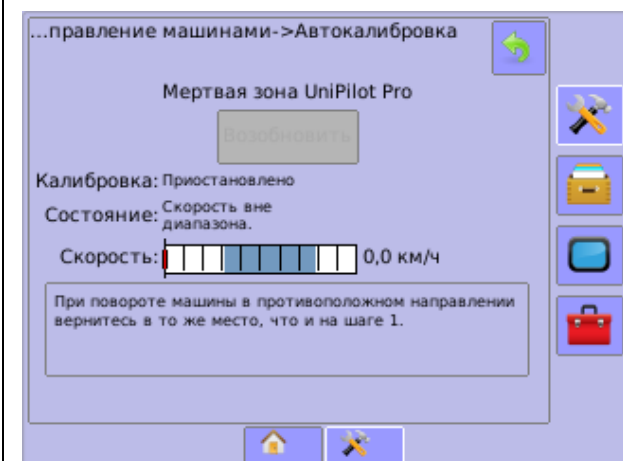 ...правление машинами->Автокалибровка
Мертвая зона UniPilot Pro
Возобновить
Калибровка: Приостановлено
Состояние: Скорость вне
диапазона.
Скорость: 0,0 км/ч
При повороте машины в противоположном направлении
вернитесь в то же место, что и на шаге 1.